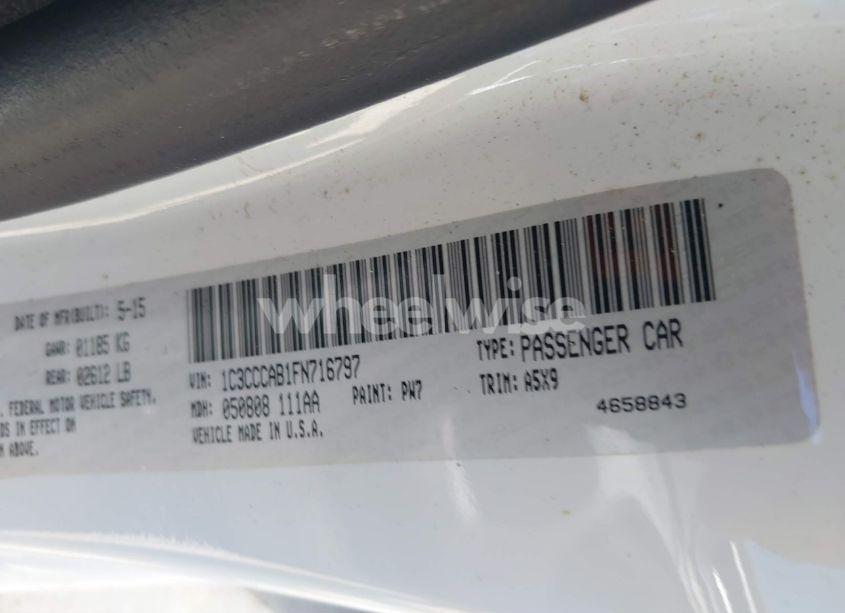 DATE OF MFR(BUILT): 5-15
GAWR: 01185 KG
REAR: 02612 LB
. FEDERAL MOTOR VEHICLE SAFETY.
DS IN EFFECT ON
ABOVE.
VIN: 1C3CCCAB1FN716797
TYPE: PASSENGER CAR
MDH: 050808 111AA
PAINT: PW7
TRIM: A5X9
VEHICLE MADE IN U.S.A.
4658843
wheelwise